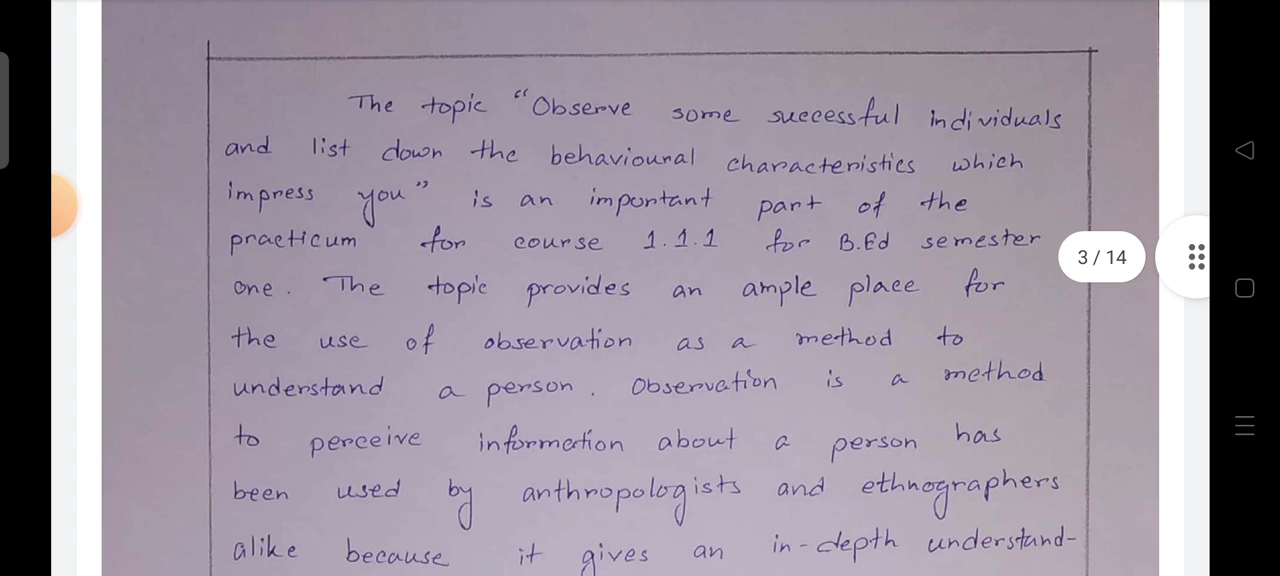 The topic "Observe some successful individuals
and list down the behavioural characteristics which
impress you" is an important part of the
practicum for course 1.1.1 for B.Ed semester
3 / 14
one. The topic provides an ample place for
the use of observation as a method to
understand a person. Observation is a method
to perceive information about a person has
been used by anthropologists and ethnographers
alike because it gives an in-depth understand-